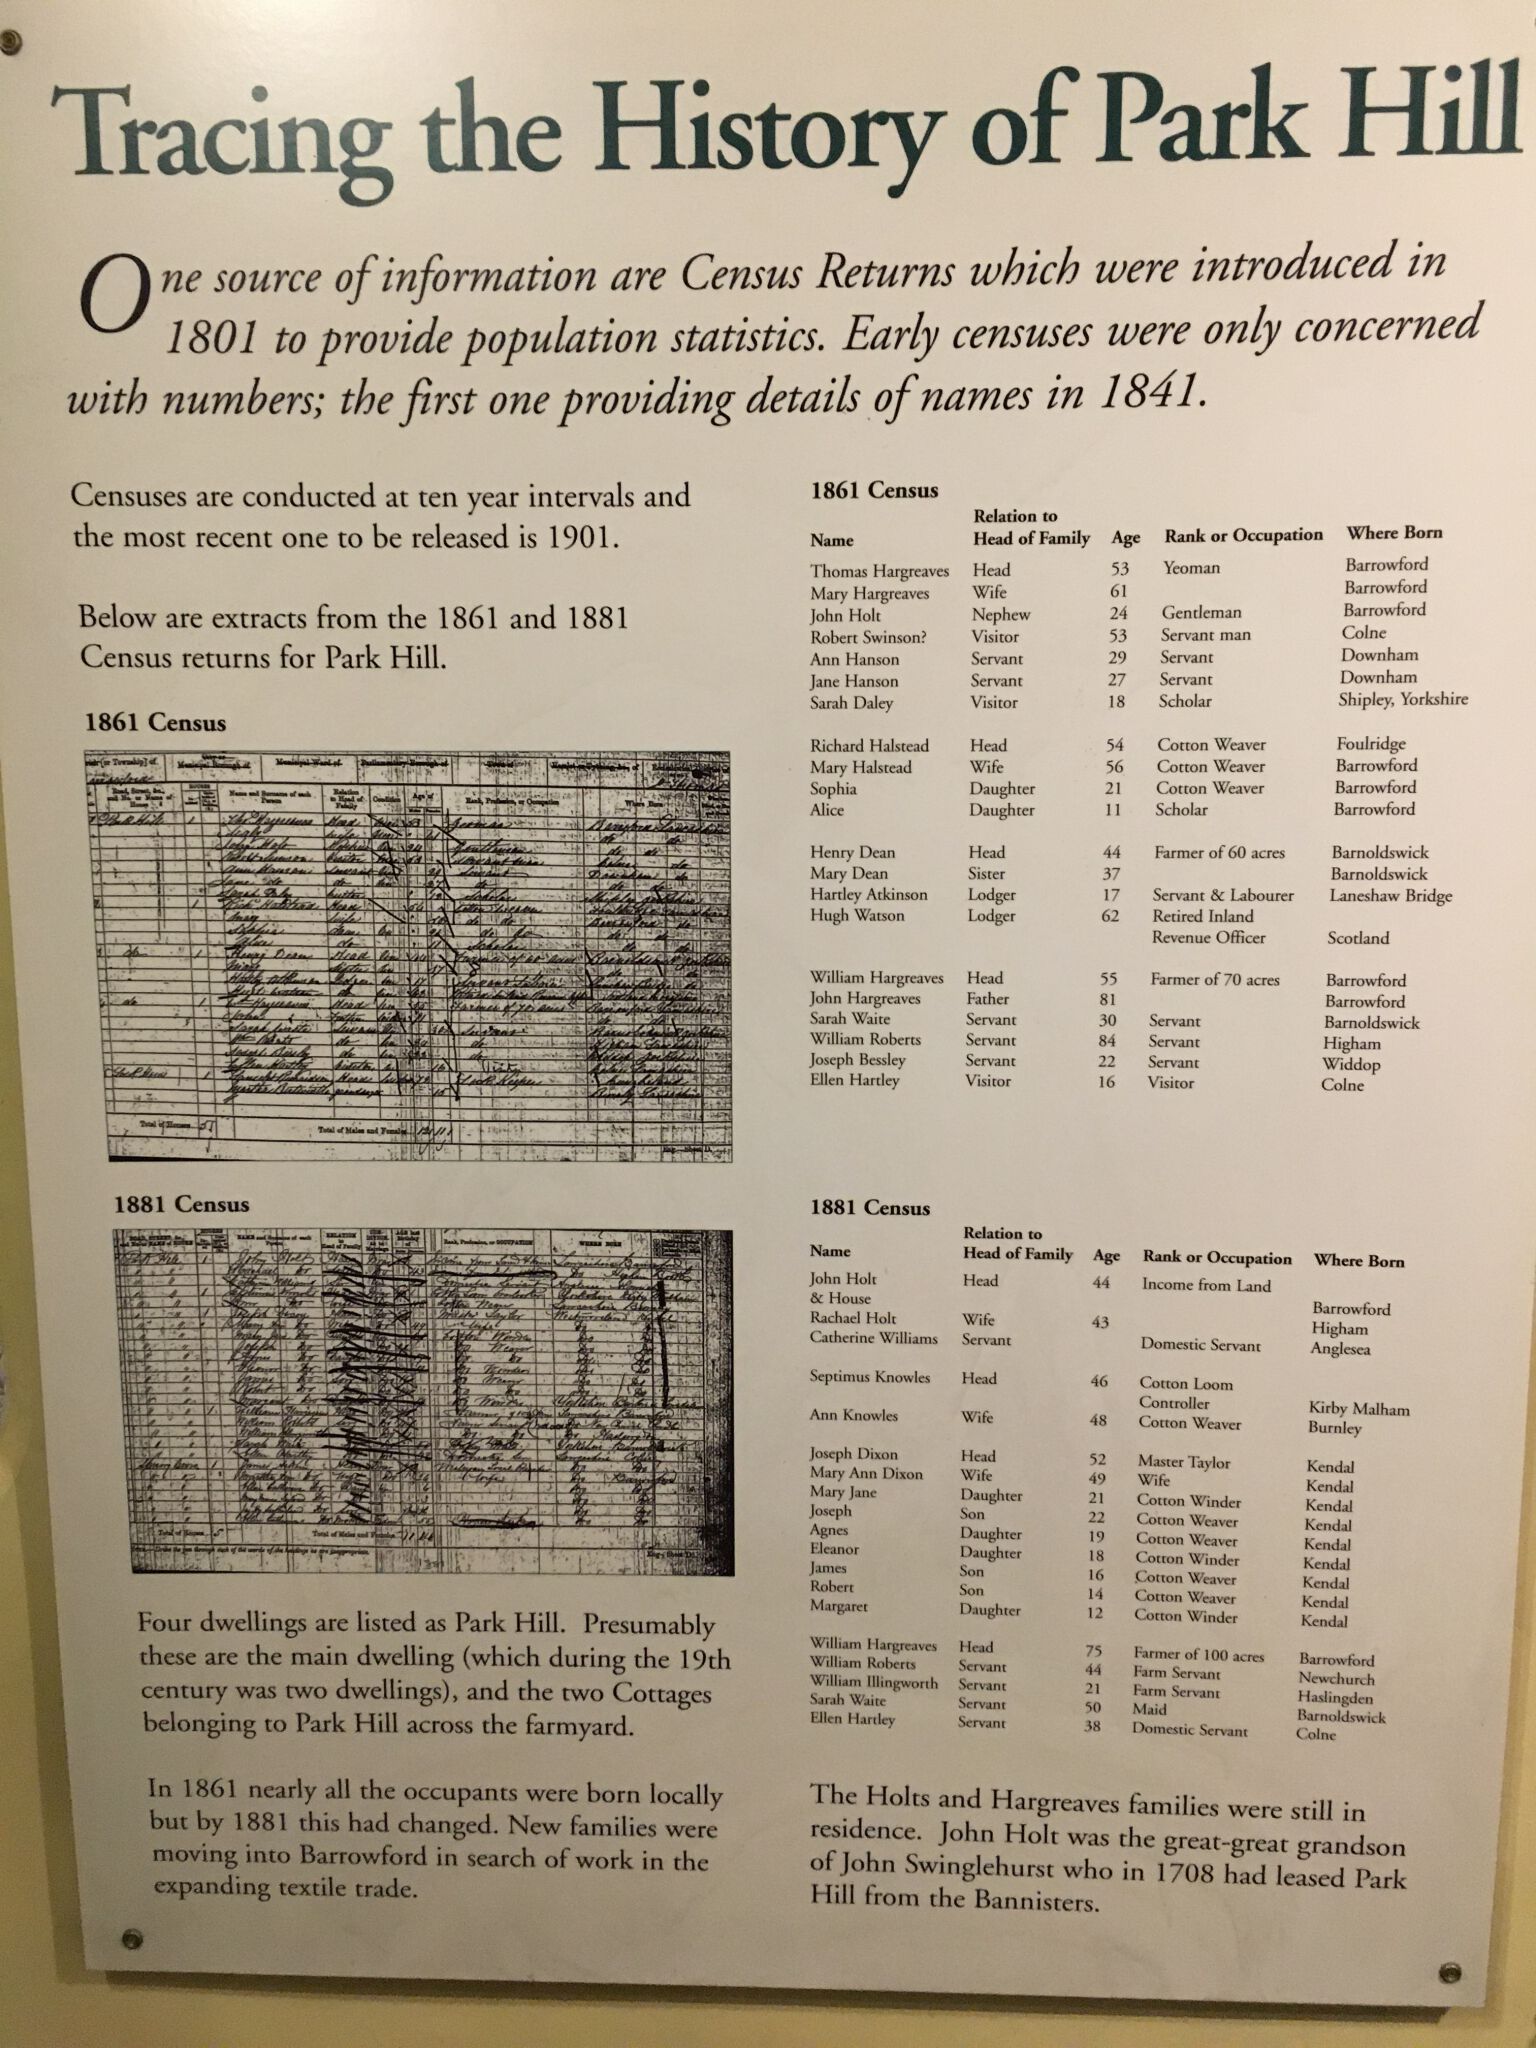 Tracing the History of Park Hill
One source of information are Census Returns which were introduced in
1801 to provide population statistics. Early censuses were only concerned
with numbers; the first one providing details of names in 1841.
Censuses are conducted at ten year intervals and
the most recent one to be released is 1901.
Below are extracts from the 1861 and 1881
Census returns for Park Hill.
1861 Census
1881 Census
Four dwellings are listed as Park Hill. Presumably
these are the main dwelling (which during the 19th
century was two dwellings), and the two Cottages
belonging to Park Hill across the farmyard.
In 1861 nearly all the occupants were born locally
but by 1881 this had changed. New families were
moving into Barrowford in search of work in the
expanding textile trade.
1861 Census
Relation to
Name Head of Family Age Rank or Occupation Where Born
Thomas Hargreaves Head 53 Yeoman Barrowford
Mary Hargreaves Wife 61 Barrowford
John Holt Nephew 24 Gentleman Barrowford
Robert Swinson? Visitor 53 Servant man Colne
Ann Hanson Servant 29 Servant Downham
Jane Hanson Servant 27 Servant Downham
Sarah Daley Visitor 18 Scholar Shipley, Yorkshire
Richard Halstead Head 54 Cotton Weaver Foulridge
Mary Halstead Wife 56 Cotton Weaver Barrowford
Sophia Daughter 21 Cotton Weaver Barrowford
Alice Daughter 11 Scholar Barrowford
Henry Dean Head 44 Farmer of 60 acres Barnoldswick
Mary Dean Sister 37 Barnoldswick
Hartley Atkinson Lodger 17 Servant & Labourer Laneshaw Bridge
Hugh Watson Lodger 62 Retired Inland
Revenue Officer Scotland
William Hargreaves Head 55 Farmer of 70 acres Barrowford
John Hargreaves Father 81 Barrowford
Sarah Waite Servant 30 Servant Barnoldswick
William Roberts Servant 84 Servant Higham
Joseph Bessley Servant 22 Servant Widdop
Ellen Hartley Visitor 16 Visitor Colne
1881 Census
Relation to
Name Head of Family Age Rank or Occupation Where Born
John Holt Head 44 Income from Land
& House Barrowford
Rachael Holt Wife 43 Higham
Catherine Williams Servant Domestic Servant Anglesea
Septimus Knowles Head 46 Cotton Loom
Controller Kirby Malham
Ann Knowles Wife 48 Cotton Weaver Burnley
Joseph Dixon Head 52 Master Taylor Kendal
Mary Ann Dixon Wife 49 Wife Kendal
Mary Jane Daughter 21 Cotton Winder Kendal
Joseph Son 22 Cotton Weaver Kendal
Agnes Daughter 19 Cotton Weaver Kendal
Eleanor Daughter 18 Cotton Winder Kendal
James Son 16 Cotton Weaver Kendal
Robert Son 14 Cotton Weaver Kendal
Margaret Daughter 12 Cotton Winder Kendal
William Hargreaves Head 75 Farmer of 100 acres Barrowford
William Roberts Servant 44 Farm Servant Newchurch
William Illingworth Servant 21 Farm Servant Haslingden
Sarah Waite Servant 50 Maid Barnoldswick
Ellen Hartley Servant 38 Domestic Servant Colne
The Holts and Hargreaves families were still in
residence. John Holt was the great-great grandson
of John Swinglehurst who in 1708 had leased Park
Hill from the Bannisters.